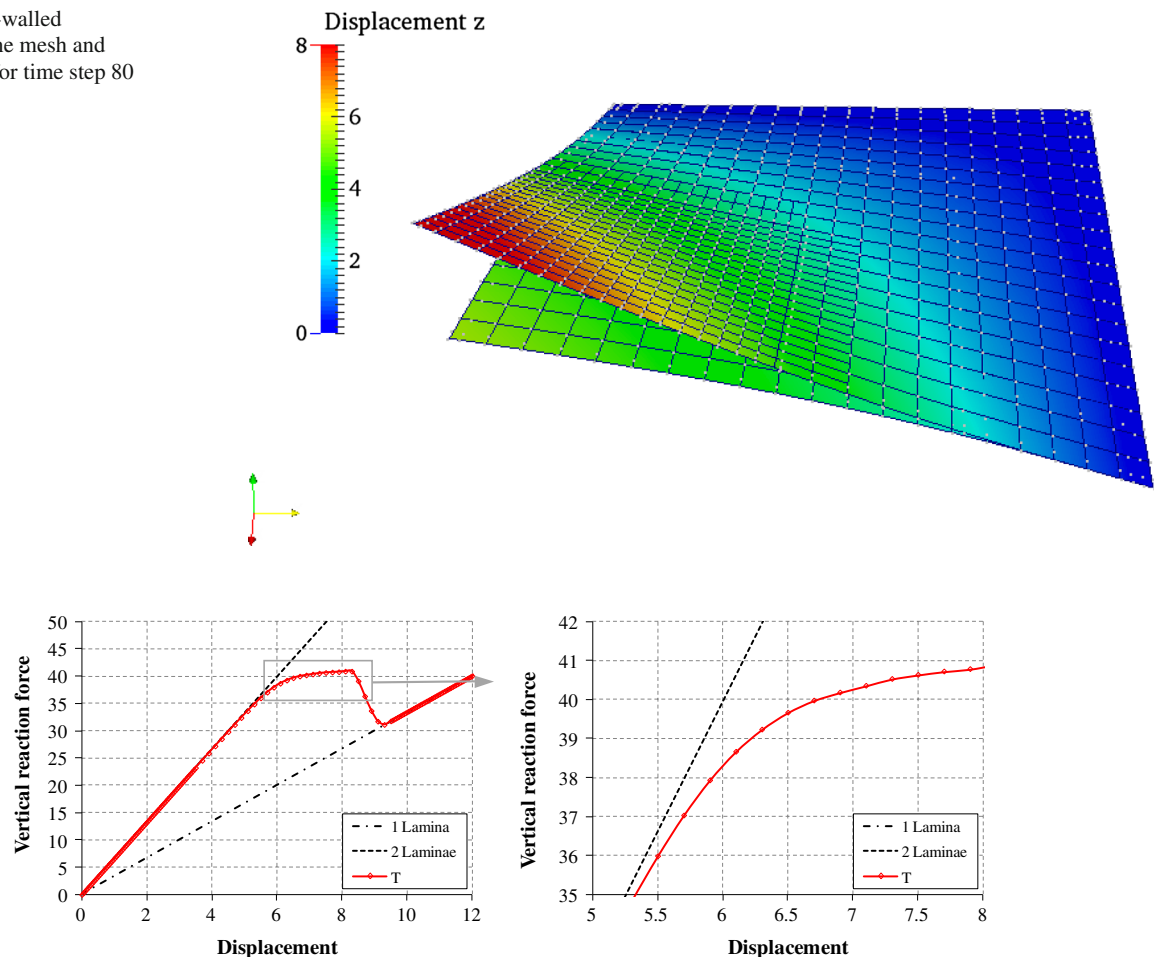 -walled
ne mesh and
or time step 80
Displacement z
8
6
4
2
0
50
45
40
35
30
25
20
15
10
5
0
0 2 4 6 8 10 12
Vertical reaction force
Displacement
1 Lamina
2 Laminae
T
42
41
40
39
38
37
36
35
5 5.5 6 6.5 7 7.5 8
Vertical reaction force
Displacement
1 Lamina
2 Laminae
T